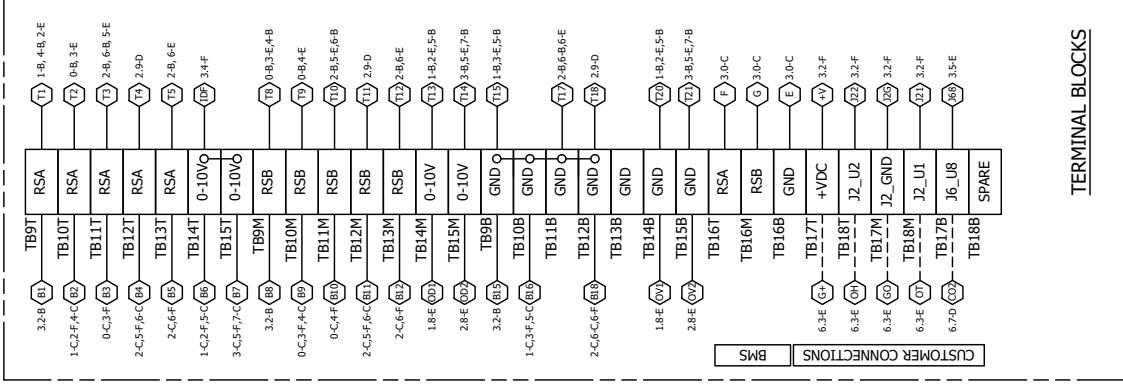 3.2-B B1 TB9T RSA T1 1-B, 4-B, 2-E
1-C,2-F,4-C B2 TB10T RSA T2 0-B, 3-E
0-C,3-F B3 TB11T RSA T3 2-B, 6-B, 5-E
2-C,5-F,6-C B4 TB12T RSA T4 2.9-D
2-C,6-F B5 TB13T RSA T5 2-B, 6-E
1-C,2-F,5-C B6 TB14T 0-10V IDF 3.4-F
3-C,5-F,7-C B7 TB15T 0-10V
3.2-B B8 TB9M RSB T8 0-B,3-E,4-B
0-C,3-F,4-C B9 TB10M RSB T9 0-B,4-E
0-C,4-F B10 TB11M RSB T10 2-B,5-E,6-B
2-C,5-F,6-C B11 TB12M RSB T11 2.9-D
2-C,6-F B12 TB13M RSB T12 2-B,6-E
1.8-E OD1 TB14M 0-10V T13 1-B,2-E,5-B
2.8-E OD2 TB15M 0-10V T14 3-B,5-E,7-B
3.2-B B15 TB9B GND T15 1-B,3-E,5-B
1-C,3-F,5-C B16 TB10B GND
TB11B GND T17 2-B,6-B,6-E
2-C,6-C,6-F B18 TB12B GND T18 2.9-D
TB13B GND
1.8-E OV1 TB14B GND T20 1-B,2-E,5-B
2.8-E OV2 TB15B GND T21 3-B,5-E,7-B
TB16T RSA F 3.0-C
TB16M RSB G 3.0-C
TB16B GND E 3.0-C
6.3-E G+ TB17T +VDC +V 3.2-F
6.3-E OH TB18T J2_U2 J22 3.2-F
6.3-E GO TB17M J2_GND J2G 3.2-F
6.3-E OT TB18M J2_U1 J21 3.2-F
6.7-D CO2 TB17B J6_U8 J68 3.5-E
TB18B SPARE
BMS
CUSTOMER CONNECTIONS
TERMINAL BLOCKS